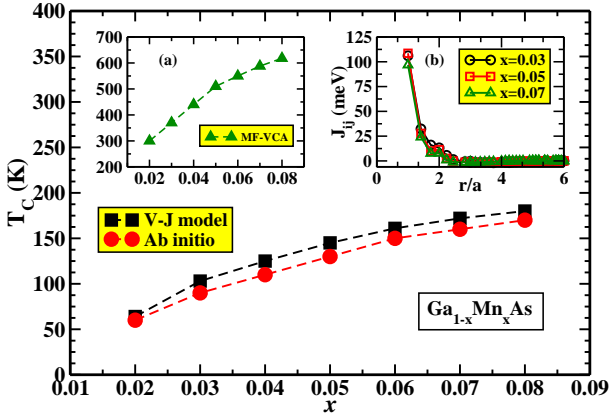 400
350
300
250
200
150
100
50
0
T_C (K)
0.01 0.02 0.03 0.04 0.05 0.06 0.07 0.08 0.09
x
700
600
500
400
300
200
0.02 0.04 0.06 0.08
(a)
MF-VCA
125
100
75
50
25
0
J_ij (meV)
0 2 4 6
r/a
(b)
x=0.03
x=0.05
x=0.07
V-J model
Ab initio
Ga_{1-x}Mn_xAs